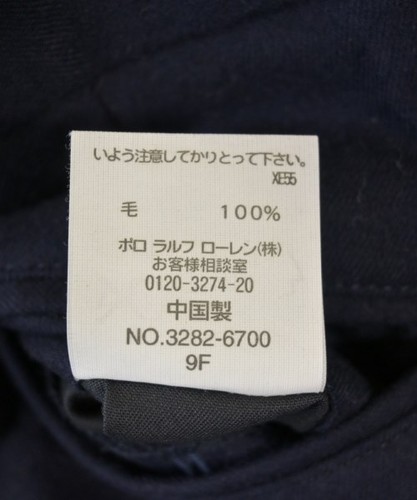 いよう注意してかりとって下さい。
XE55
毛 100%
ポロ ラルフ ローレン(株)
お客様相談室
0120-3274-20
中国製
NO.3282-6700
9F